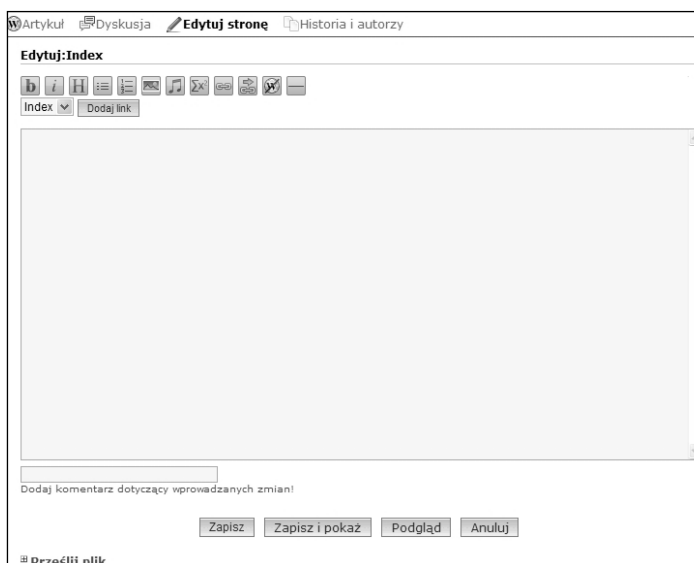 Artykuł Dyskusja Edytuj stronę Historia i autorzy
Edytuj:Index
b i H Σx² W
Index Dodaj link
Dodaj komentarz dotyczący wprowadzanych zmian!
Zapisz Zapisz i pokaż Podgląd Anuluj
Prześlij plik